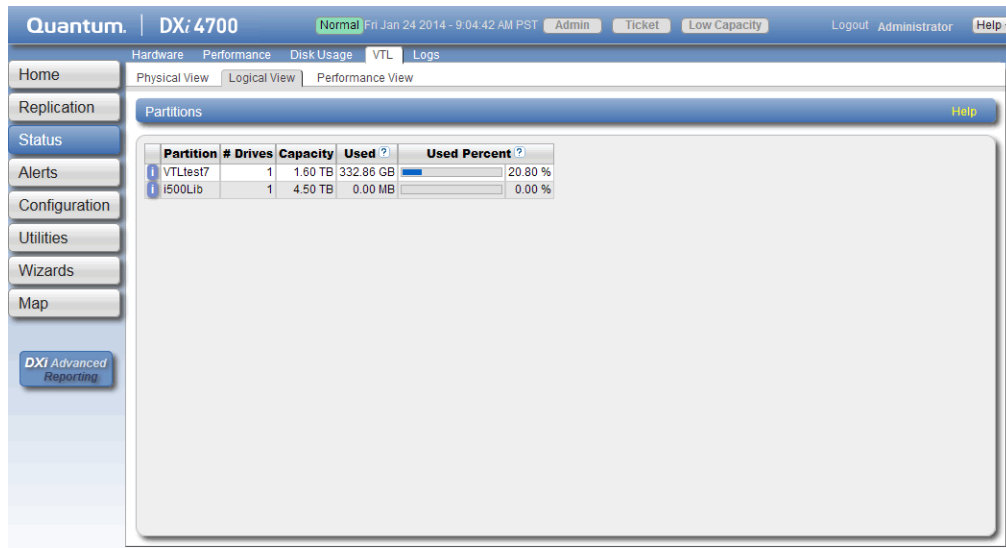 Quantum. DXi 4700 Normal Fri Jan 24 2014 - 9:04:42 AM PST Admin Ticket Low Capacity Logout Administrator Help
Hardware Performance Disk Usage VTL Logs
Home
Physical View Logical View Performance View
Replication
Partitions Help
Status
Partition # Drives Capacity Used ? Used Percent ?
i VTLtest7 1 1.60 TB 332.86 GB 20.80 %
i i500Lib 1 4.50 TB 0.00 MB 0.00 %
Alerts
Configuration
Utilities
Wizards
Map
DXi Advanced
Reporting